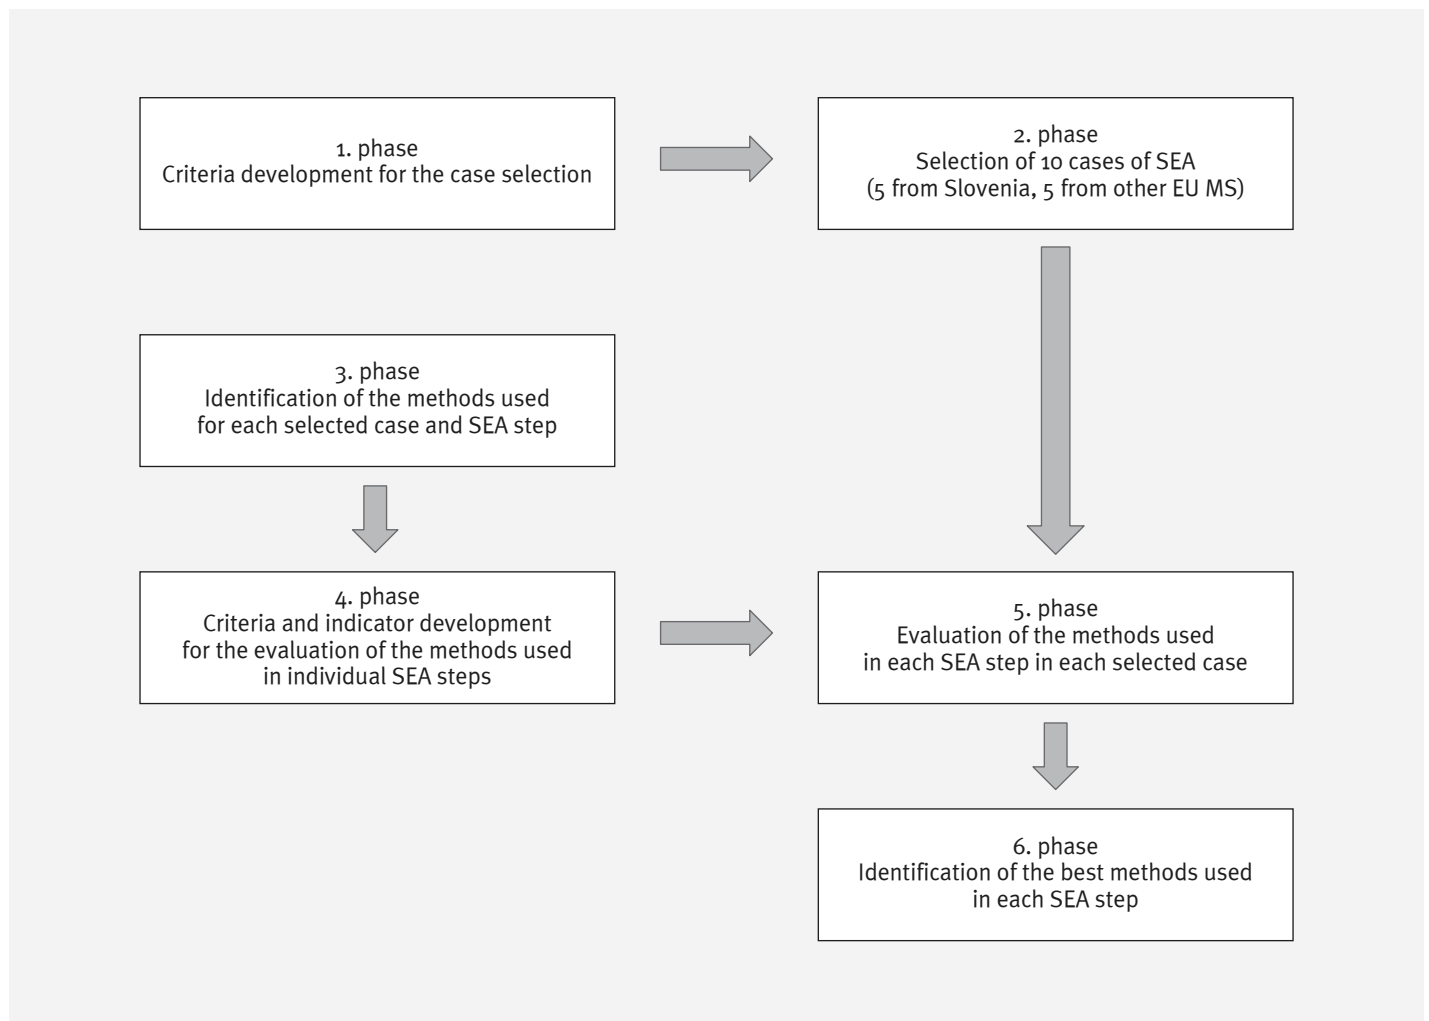 1. phase
Criteria development for the case selection
2. phase
Selection of 10 cases of SEA
(5 from Slovenia, 5 from other EU MS)
3. phase
Identification of the methods used
for each selected case and SEA step
4. phase
Criteria and indicator development
for the evaluation of the methods used
in individual SEA steps
5. phase
Evaluation of the methods used
in each SEA step in each selected case
6. phase
Identification of the best methods used
in each SEA step